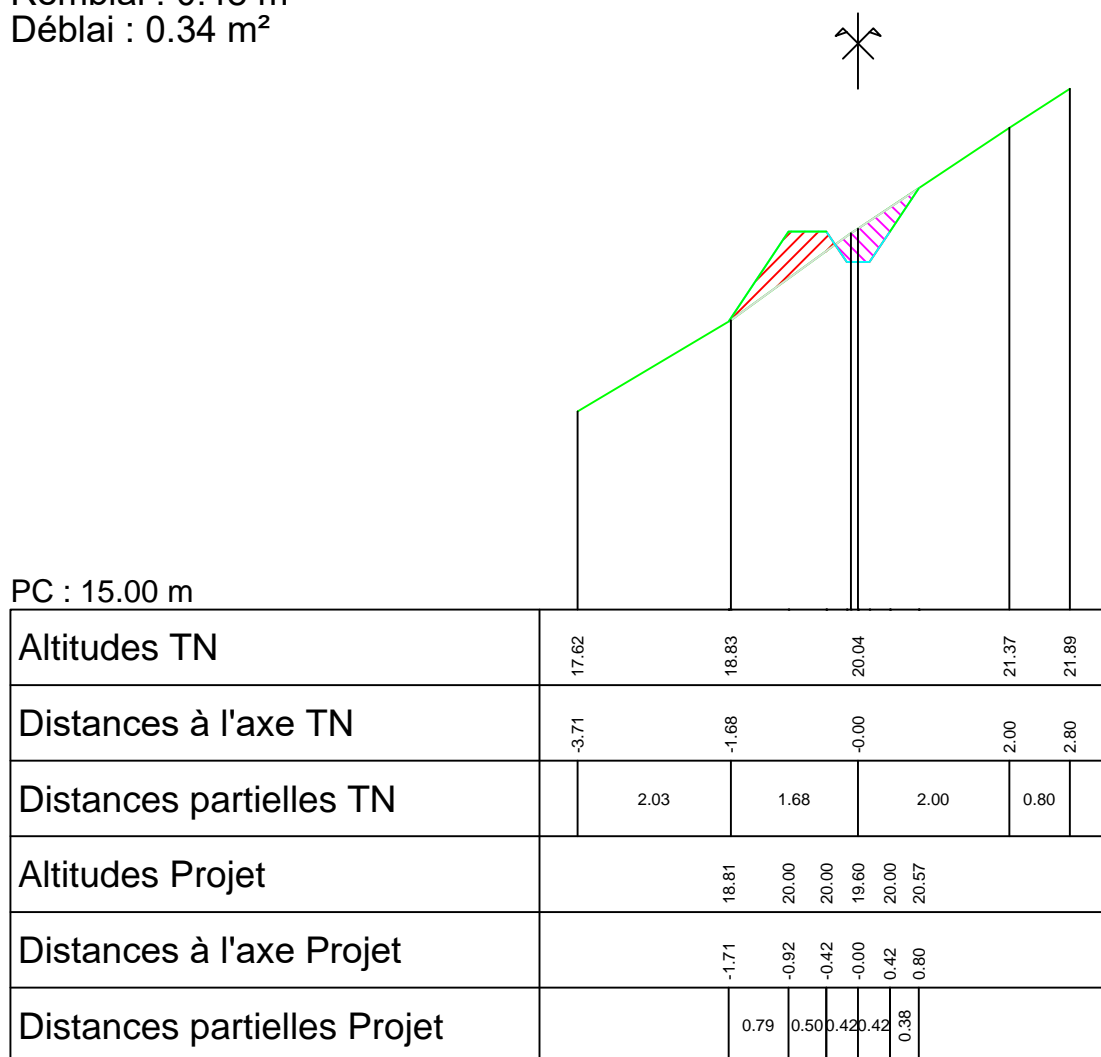 Déblai : 0.34 m²
PC : 15.00 m
Altitudes TN 17.62 18.83 20.04 21.37 21.89
Distances à l'axe TN -3.71 -1.68 -0.00 2.00 2.80
Distances partielles TN 2.03 1.68 2.00 0.80
Altitudes Projet 18.81 20.00 20.00 19.60 20.00 20.57
Distances à l'axe Projet -1.71 -0.92 -0.42 -0.00 0.42 0.80
Distances partielles Projet 0.79 0.50 0.42 0.42 0.38